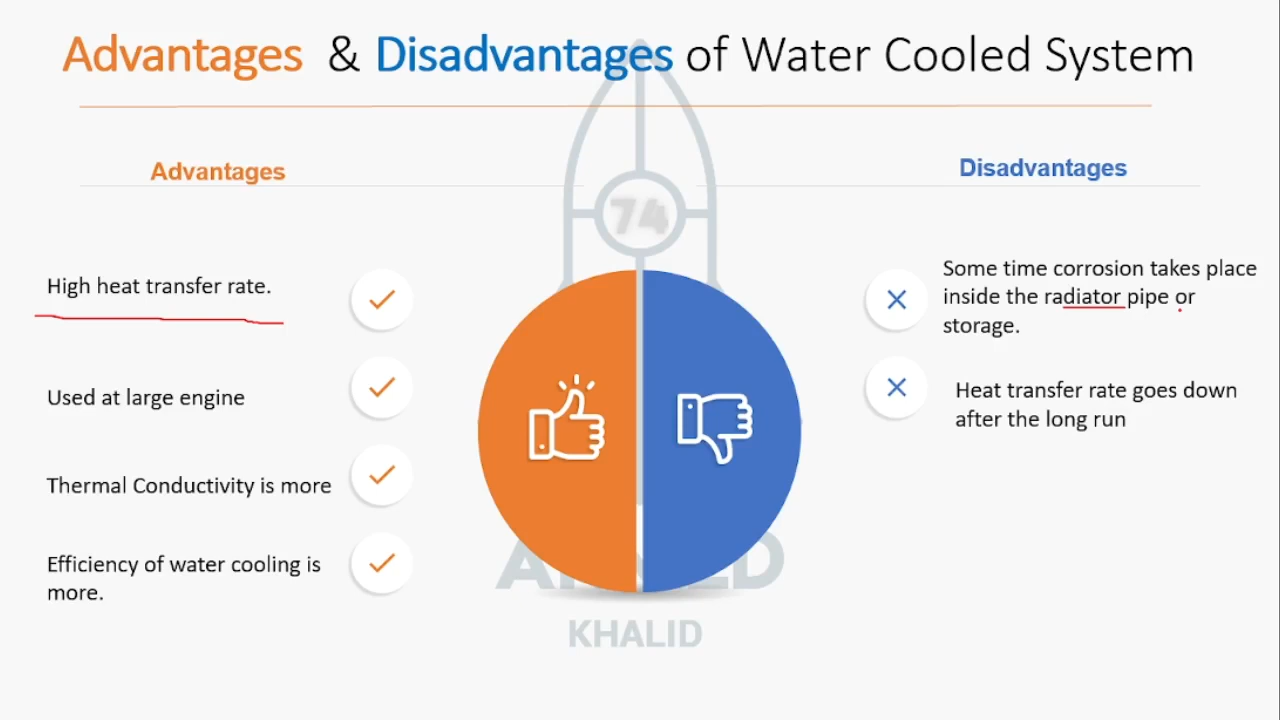 Advantages & Disadvantages of Water Cooled System
Advantages
Disadvantages
74
High heat transfer rate.
Used at large engine
Thermal Conductivity is more
Efficiency of water cooling is
more.
Some time corrosion takes place
inside the radiator pipe or
storage.
Heat transfer rate goes down
after the long run
KHALID